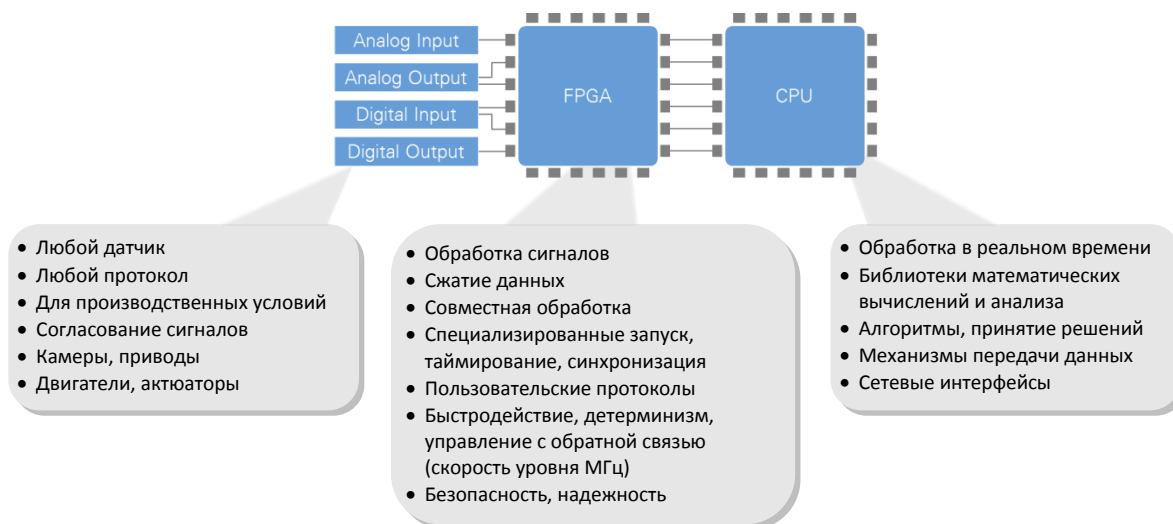 Analog Input
Analog Output
Digital Input
Digital Output
FPGA
CPU
• Любой датчик
• Любой протокол
• Для производственных условий
• Согласование сигналов
• Камеры, приводы
• Двигатели, актюаторы
• Обработка сигналов
• Сжатие данных
• Совместная обработка
• Специализированные запуск,
таймирование, синхронизация
• Пользовательские протоколы
• Быстродействие, детерминизм,
управление с обратной связью
(скорость уровня МГц)
• Безопасность, надежность
• Обработка в реальном времени
• Библиотеки математических
вычислений и анализа
• Алгоритмы, принятие решений
• Механизмы передачи данных
• Сетевые интерфейсы